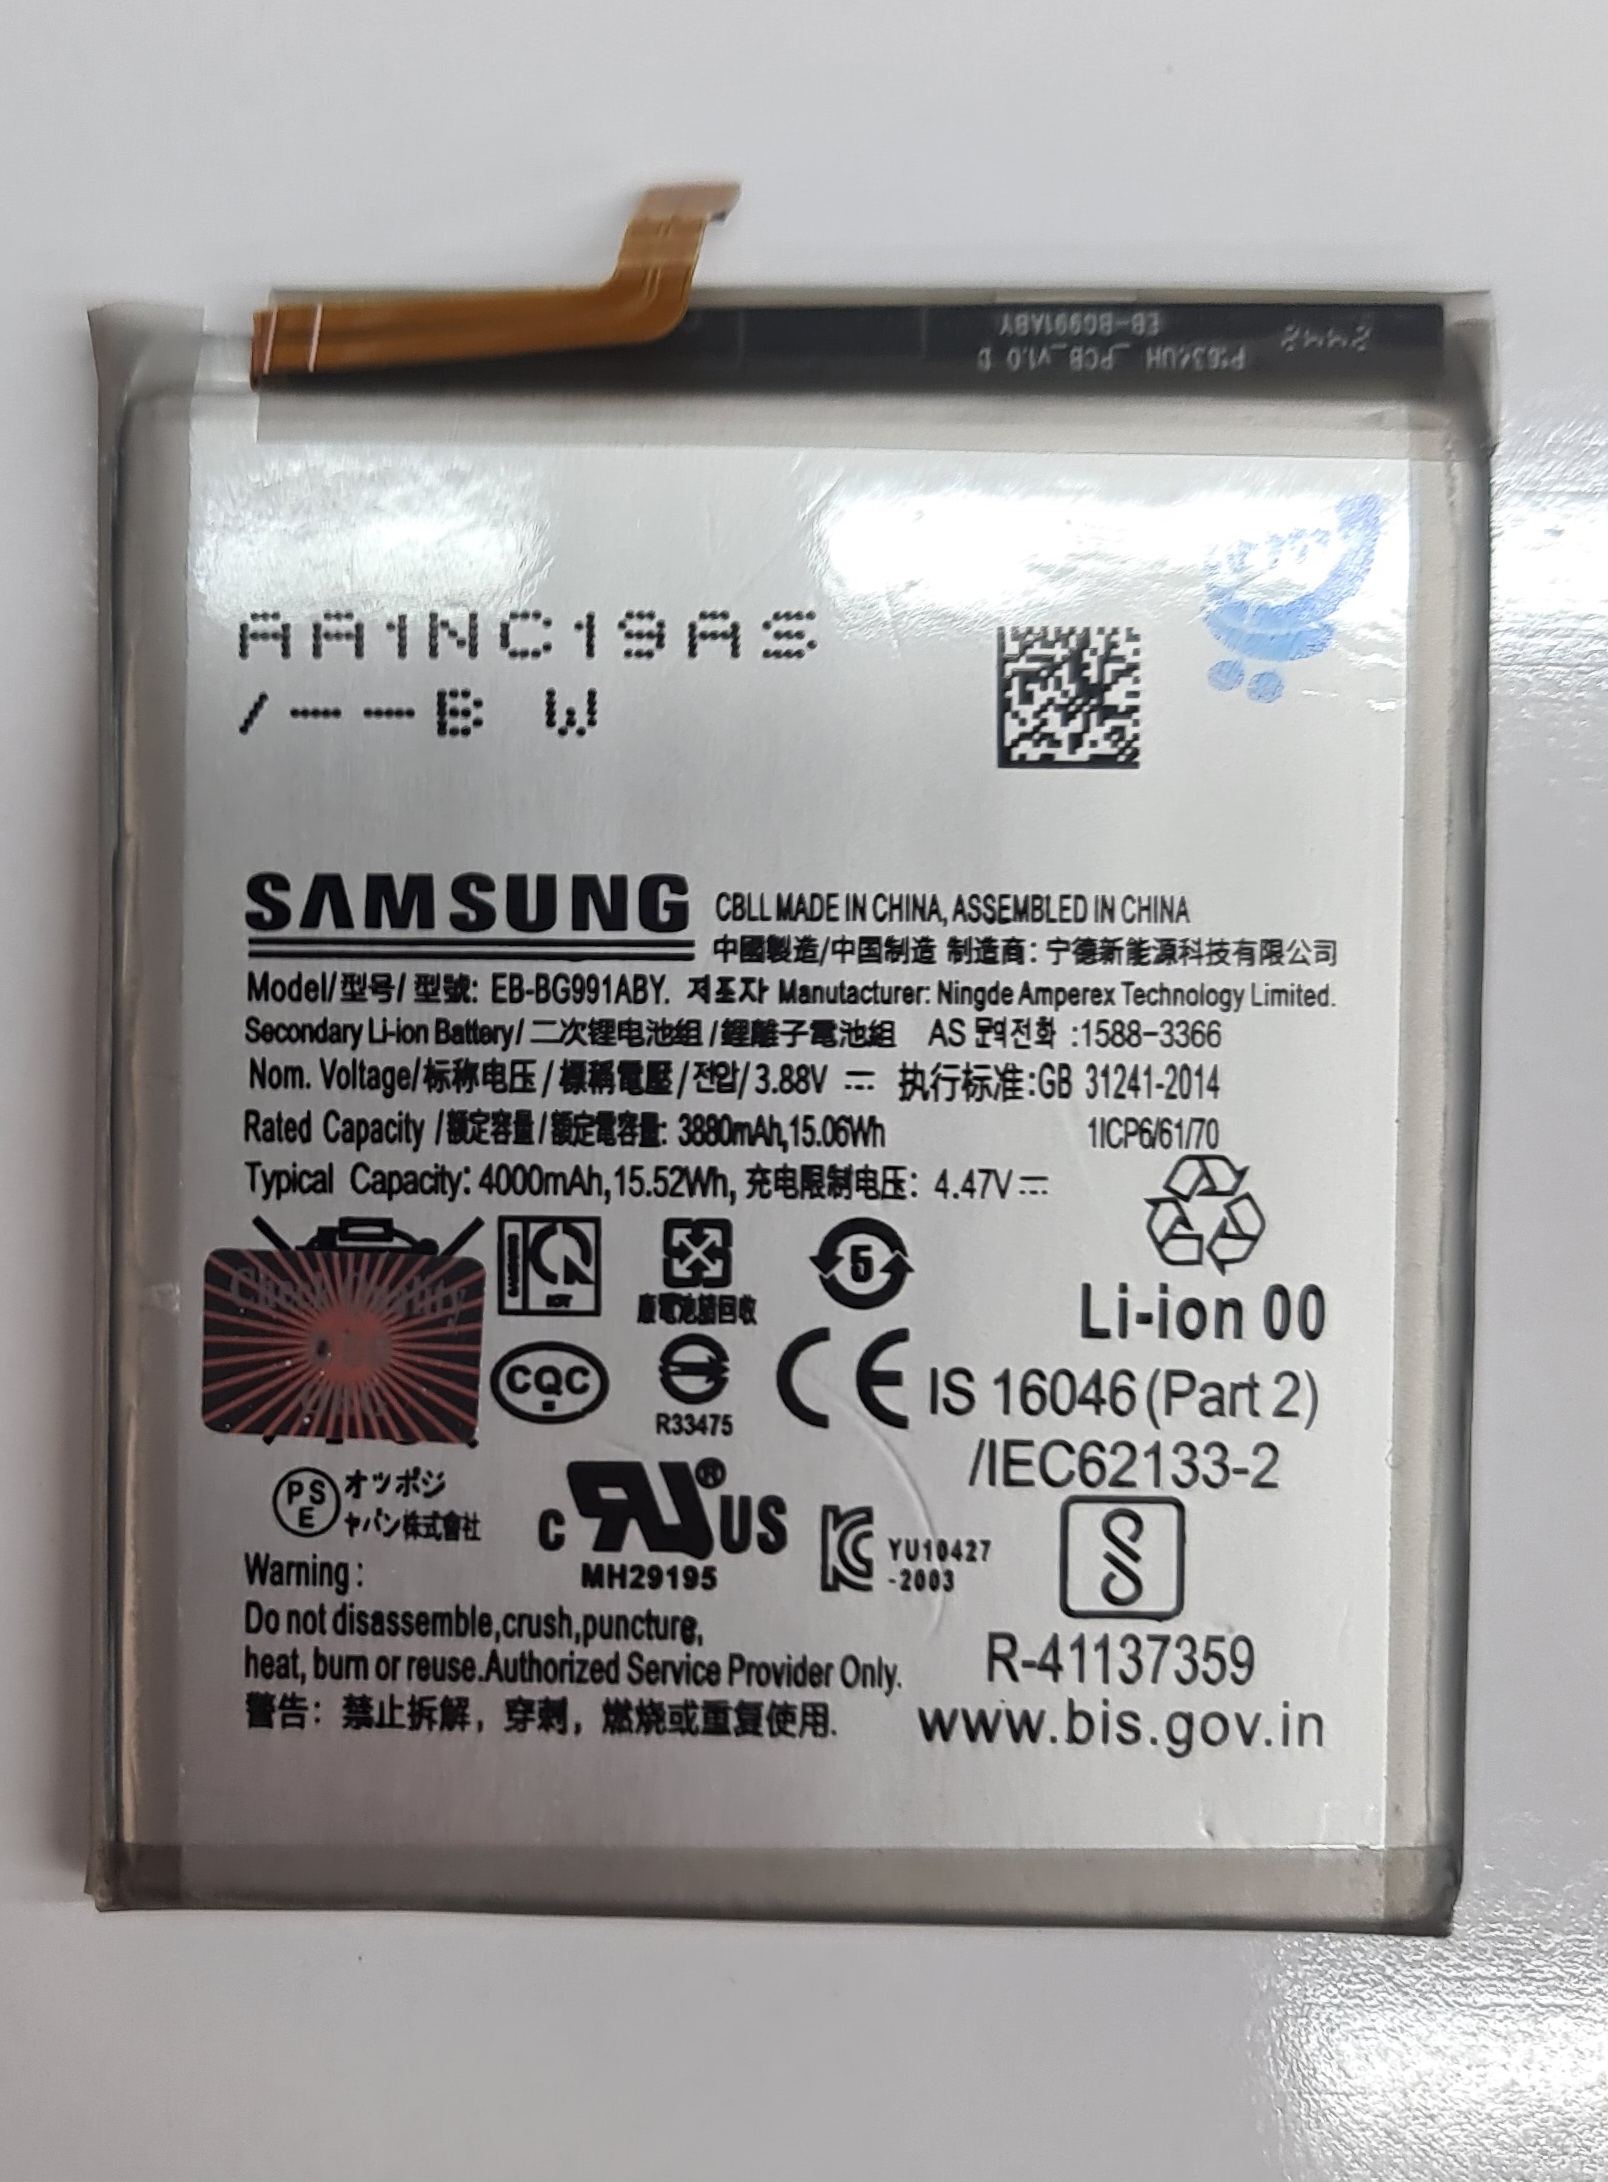 EB-BG991ABY
AA1NC19AS
/--B W
SAMSUNG
CBLL MADE IN CHINA, ASSEMBLED IN CHINA
中國製造/中国制造 制造商: 宁德新能源科技有限公司
Model/型号/ 型號: EB-BG991ABY. 제조자 Manutacturer: Ningde Amperex Technology Limited.
Secondary Li-ion Battery/ 二次锂电池组 /鋰離子電池組 AS 문의전화 :1588-3366
Nom. Voltage/标称电压/標稱電壓/전압/3.88V 执行标准:GB 31241-2014
Rated Capacity /額定容量/額定電容量: 3880mAh,15.06Wh 1ICP6/61/70
Typical Capacity: 4000mAh,15.52Wh, 充电限制电压: 4.47V
5
廢電池請回收
Li-ion 00
CQC
R33475
CE
IS 16046 (Part 2)
/IEC62133-2
PSE
オツポジ
ヤパン株式會社
c RU ® US
MH29195
YU10427
-2003
R-41137359
www.bis.gov.in
Warning:
Do not disassemble,crush,puncture,
heat, burn or reuse.Authorized Service Provider Only.
警告: 禁止拆解, 穿刺, 燃烧或重复使用.